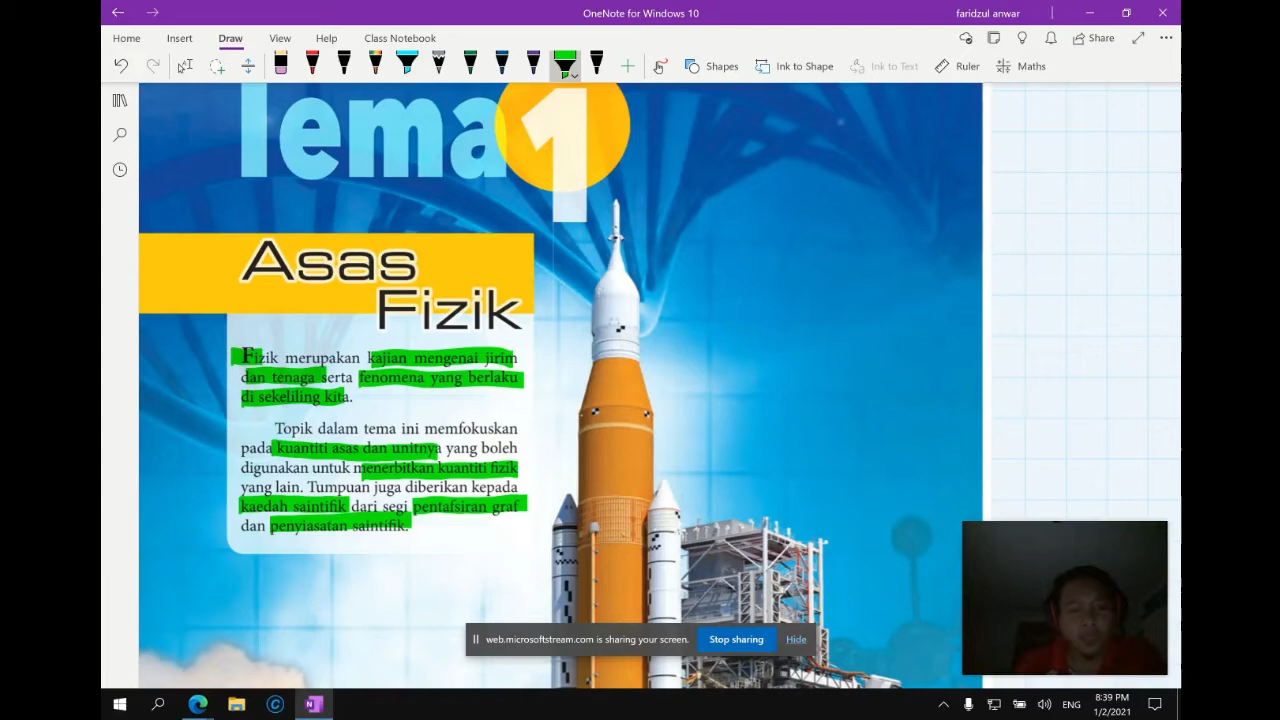 OneNote for Windows 10
faridzul anwar
Home Insert Draw View Help Class Notebook
Share
Shapes Ink to Shape Ink to Text Ruler Maths
Tema 1
Asas
Fizik
Fizik merupakan kajian mengenai jirim
dan tenaga serta fenomena yang berlaku
di sekeliling kita.
Topik dalam tema ini memfokuskan
pada kuantiti asas dan unitnya yang boleh
digunakan untuk menerbitkan kuantiti fizik
yang lain. Tumpuan juga diberikan kepada
kaedah saintifik dari segi pentafsiran graf
dan penyiasatan saintifik.
web.microsoftstream.com is sharing your screen. Stop sharing Hide
ENG
8:39 PM
1/2/2021